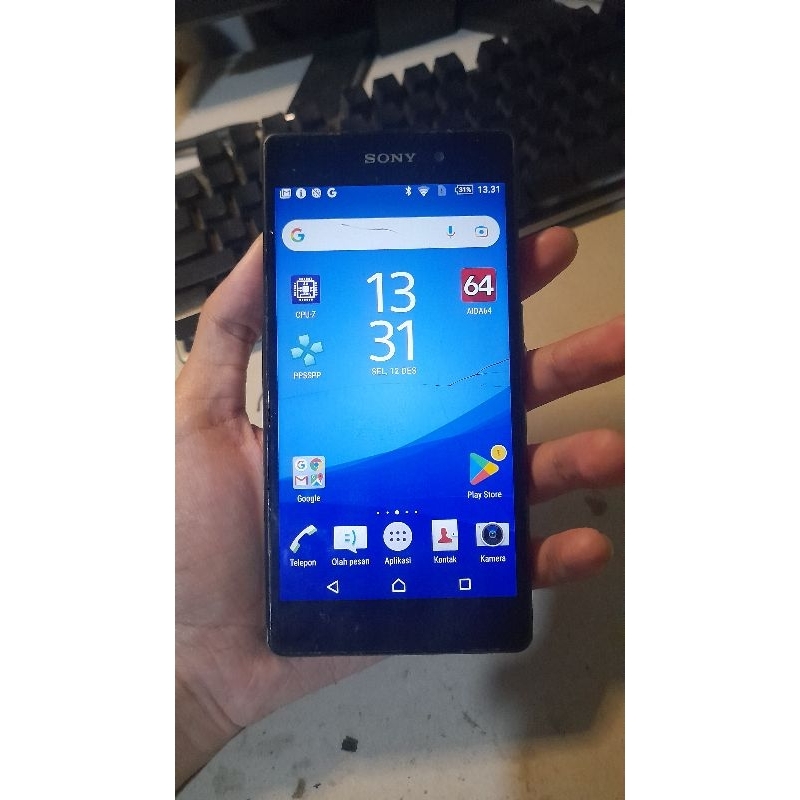 SONY
31% 13.31
13
31
SEL, 12 DES
CPU-Z
64
AIDA64
PPSSPP
Google
1
Play Store
Telepon
Olah pesan
Aplikasi
Kontak
Kamera